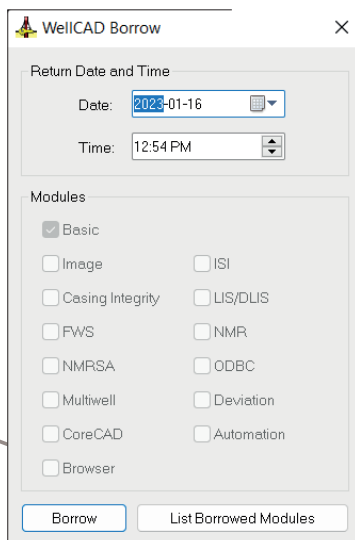 WellCAD Borrow
Return Date and Time
Date: 2023-01-16
Time: 12:54 PM
Modules
Basic
Image ISI
Casing Integrity LIS/DLIS
FWS NMR
NMRSA ODBC
Multiwell Deviation
CoreCAD Automation
Browser
Borrow List Borrowed Modules